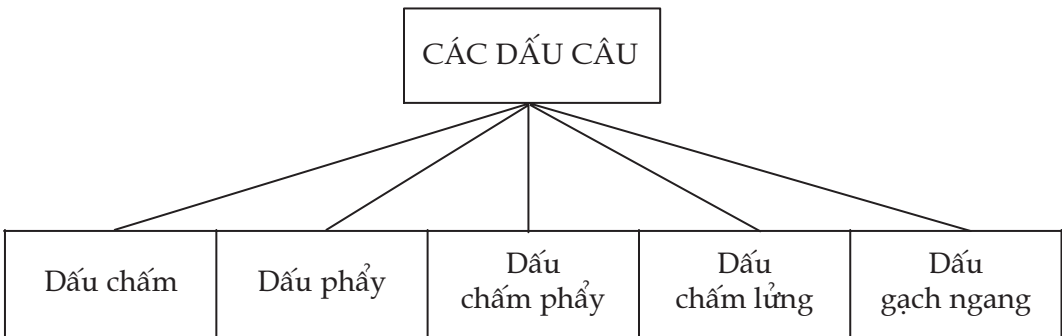 CÁC DẤU CÂU
Dấu chấm
Dấu phẩy
Dấu
chấm phẩy
Dấu
chấm lửng
Dấu
gạch ngang